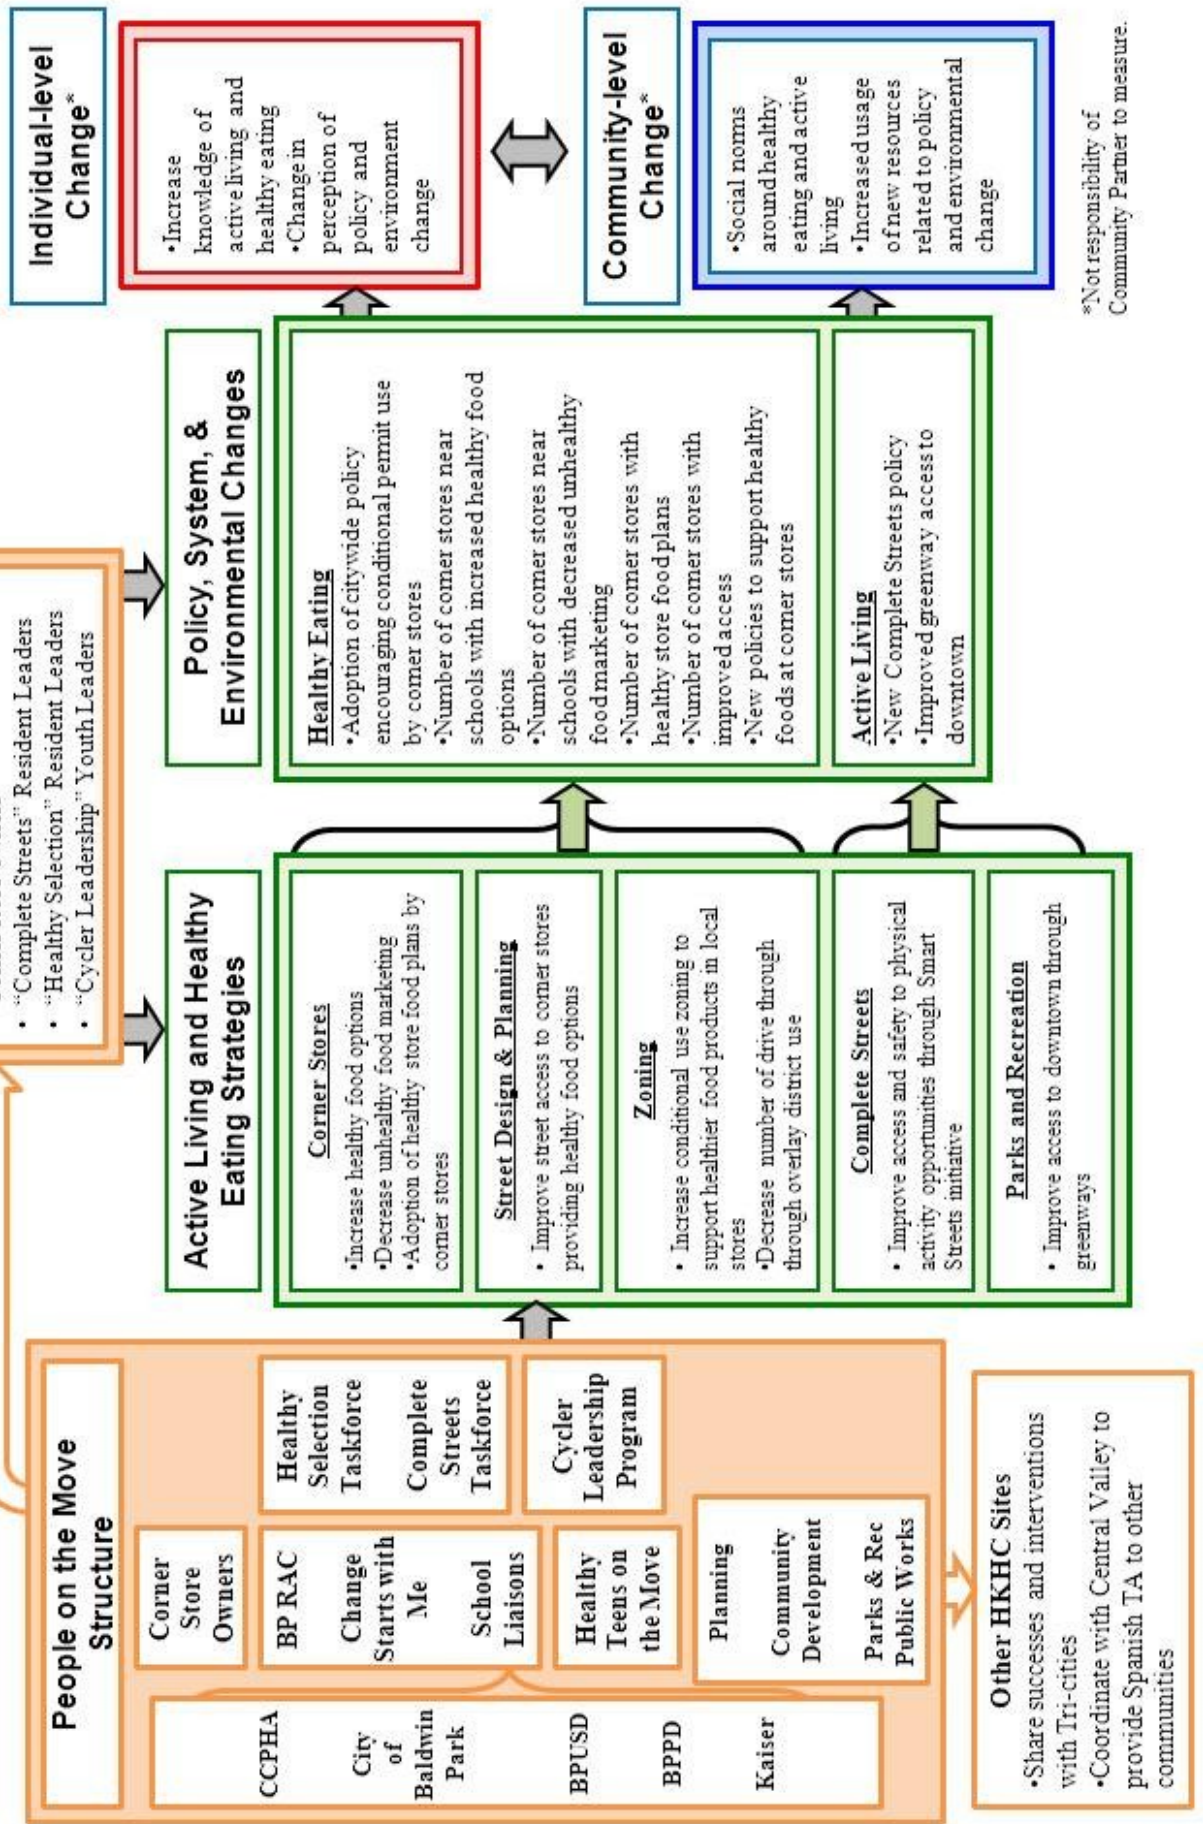 People on the Move
Structure
CCPHA
City
of
Baldwin
Park
BPUSD
BPPD
Kaiser
Corner
Store
Owners
BP RAC
Change
Starts with
Me
School
Liaisons
Healthy
Teens on
the Move
Planning
Community
Development
Parks & Rec
Public Works
Healthy
Selection
Taskforce
Complete
Streets
Taskforce
Cycler
Leadership
Program
Other HKHC Sites
•Share successes and interventions
with Tri-cities
•Coordinate with Central Valley to
provide Spanish TA to other
communities
• “Complete Streets” Resident Leaders
• “Healthy Selection” Resident Leaders
• “Cycler Leadership” Youth Leaders
Active Living and Healthy
Eating Strategies
Corner Stores
•Increase healthy food options
•Decrease unhealthy food marketing
•Adoption of healthy store food plans by
corner stores
Street Design & Planning
• Improve street access to corner stores
providing healthy food options
Zoning
• Increase conditional use zoning to
support healthier food products in local
stores
•Decrease number of drive through
through overlay district use
Complete Streets
• Improve access and safety to physical
activity opportunities through Smart
Streets initiative
Parks and Recreation
• Improve access to downtown through
greenways
Policy, System, &
Environmental Changes
Healthy Eating
•Adoption of citywide policy
encouraging conditional permit use
by corner stores
•Number of corner stores near
schools with increased healthy food
options
•Number of corner stores near
schools with decreased unhealthy
food marketing
•Number of corner stores with
healthy store food plans
•Number of corner stores with
improved access
•New policies to support healthy
foods at corner stores
Active Living
•New Complete Streets policy
•Improved greenway access to
downtown
Individual-level
Change*
•Increase
knowledge of
active living and
healthy eating
•Change in
perception of
policy and
environment
change
Community-level
Change*
•Social norms
around healthy
eating and active
living
•Increased usage
of new resources
related to policy
and environmental
change
*Not responsibility of
Community Partner to measure.